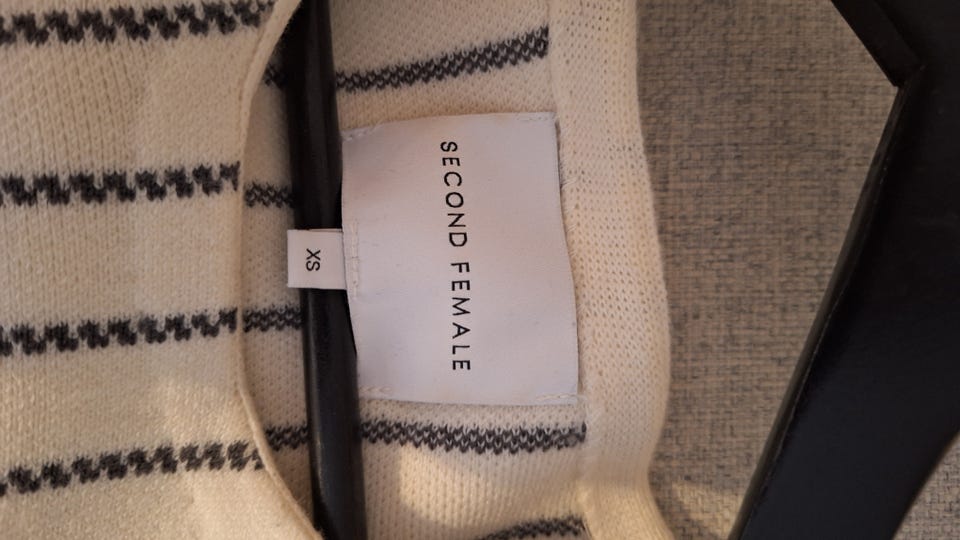 SECOND FEMALE
XS